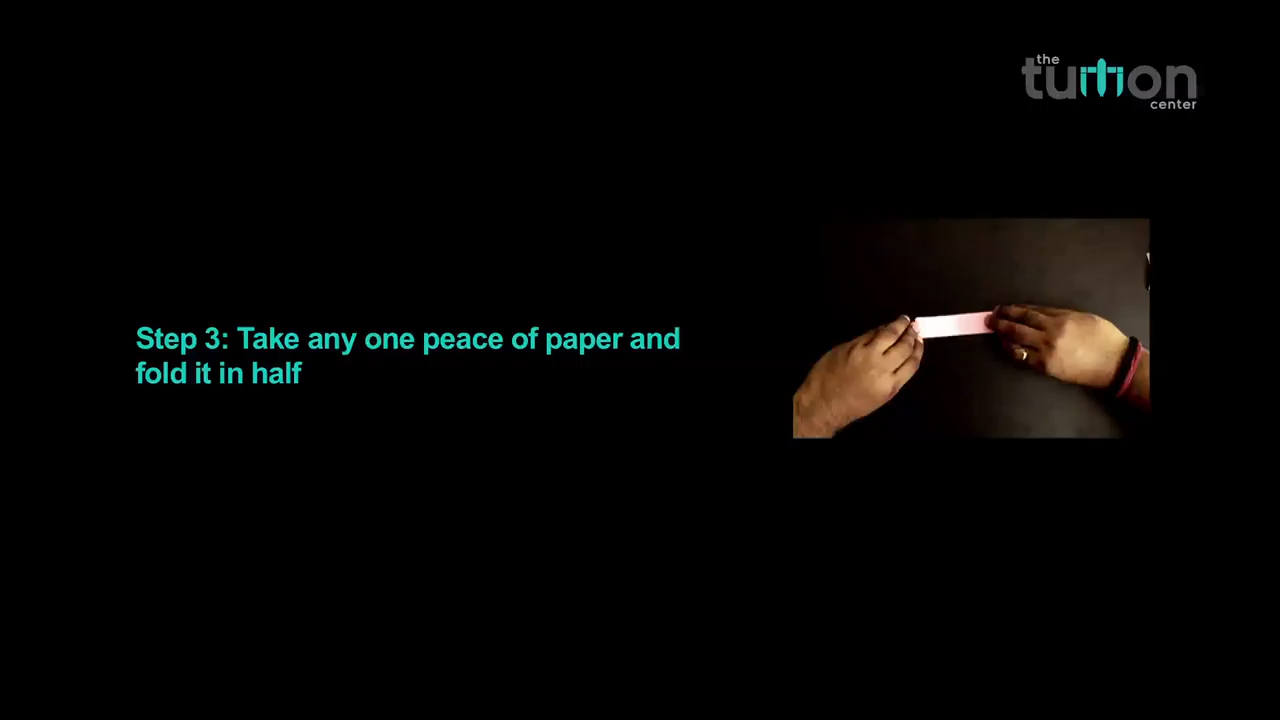 the
tuition
center
Step 3: Take any one peace of paper and
fold it in half